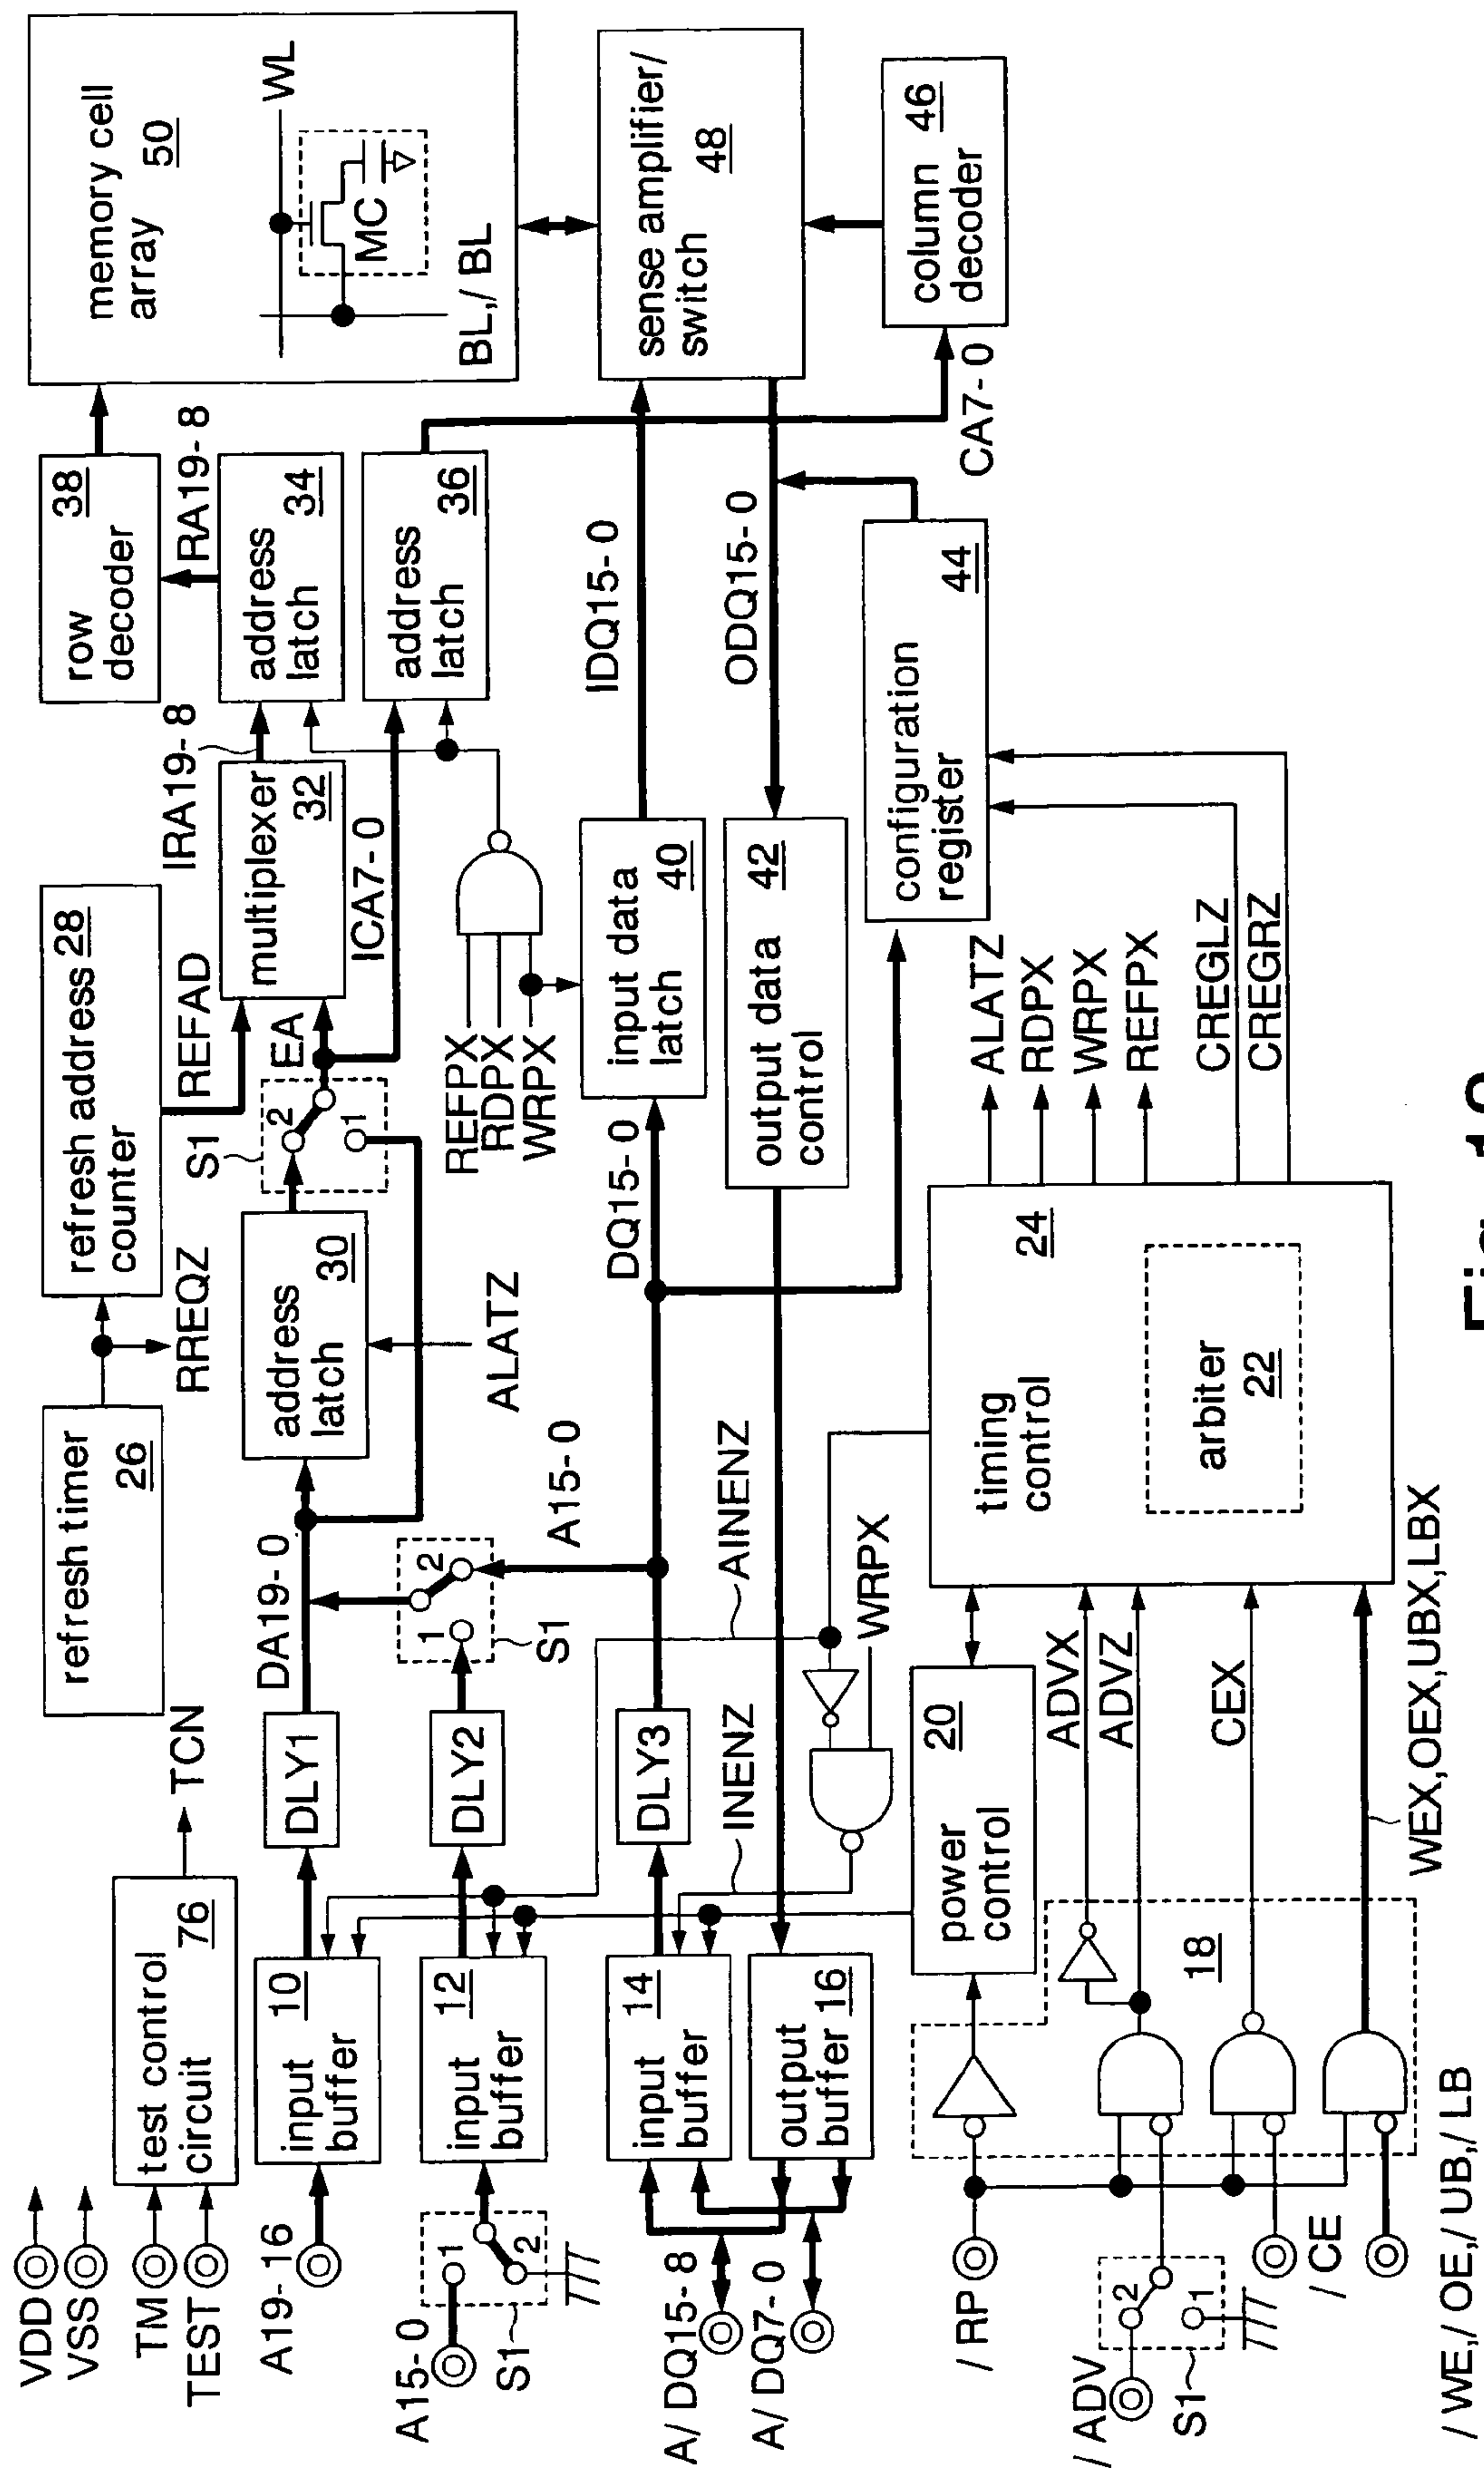 VDD
VSS
TM
TEST
test control
circuit 76
TCN
refresh timer
26
RREQZ
refresh address
counter 28
REFAD
row
decoder
38
RA19-8
memory cell
array 50
WL
MC
BL,/ BL
A19-16
input
buffer
10
DLY1
DA19-0
address
latch 30
ALATZ
S1
2
1
EA
multiplexer
32
IRA19-8
ICA7-0
address
latch
34
address
latch
36
A15-0
1
2
S1
input
buffer
12
DLY2
1
2
S1
A15-0
REFPX
RDPX
WRPX
A/ DQ15-8
A/ DQ7-0
input
buffer
14
DLY3
DQ15-0
input data
latch 40
IDQ15-0
sense amplifier/
switch 48
output
buffer 16
INENZ
AINENZ
WRPX
output data
control 42
ODQ15-0
configuration
register 44
CA7-0
column
decoder
46
/ RP
power
control
20
/ ADV
2
1
S1
18
ADVX
ADVZ
CEX
/ CE
/ WE,/ OE,/ UB,/ LB
WEX,OEX,UBX,LBX
timing
control
24
arbiter
22
ALATZ
RDPX
WRPX
REFPX
CREGLZ
CREGRZ